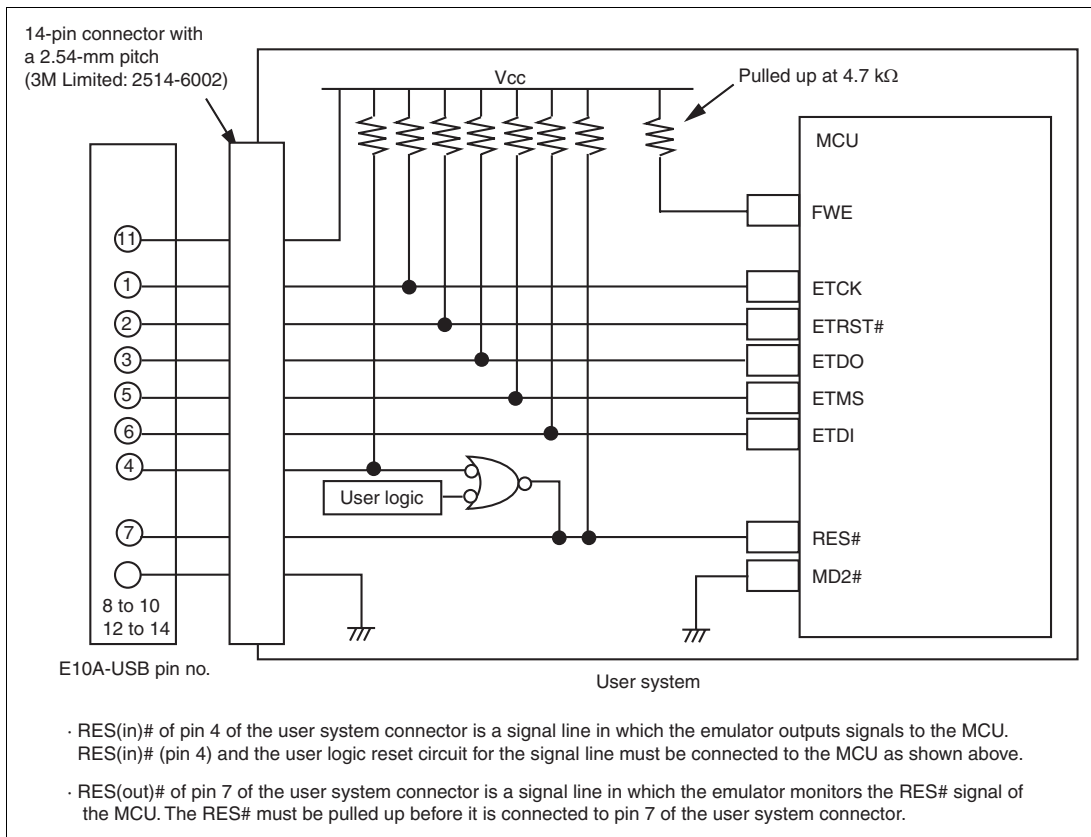 14-pin connector with
a 2.54-mm pitch
(3M Limited: 2514-6002)
Vcc
Pulled up at 4.7 kΩ
MCU
FWE
11
1
ETCK
2
ETRST#
3
ETDO
5
ETMS
6
ETDI
4
User logic
7
RES#
MD2#
8 to 10
12 to 14
E10A-USB pin no.
User system
· RES(in)# of pin 4 of the user system connector is a signal line in which the emulator outputs signals to the MCU.
RES(in)# (pin 4) and the user logic reset circuit for the signal line must be connected to the MCU as shown above.
· RES(out)# of pin 7 of the user system connector is a signal line in which the emulator monitors the RES# signal of
the MCU. The RES# must be pulled up before it is connected to pin 7 of the user system connector.